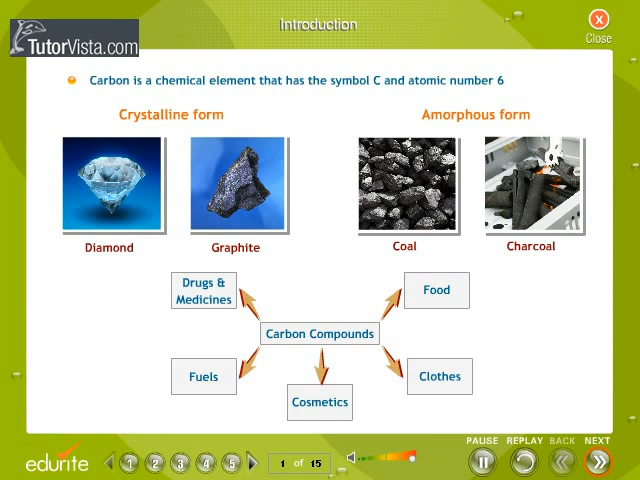 Introduction
X
Close
TutorVista.com
Carbon is a chemical element that has the symbol C and atomic number 6
Crystalline form
Amorphous form
Diamond
Graphite
Coal
Charcoal
Drugs &
Medicines
Food
Carbon Compounds
Fuels
Clothes
Cosmetics
PAUSE REPLAY BACK NEXT
edurite
1 2 3 4 5
1 of 15